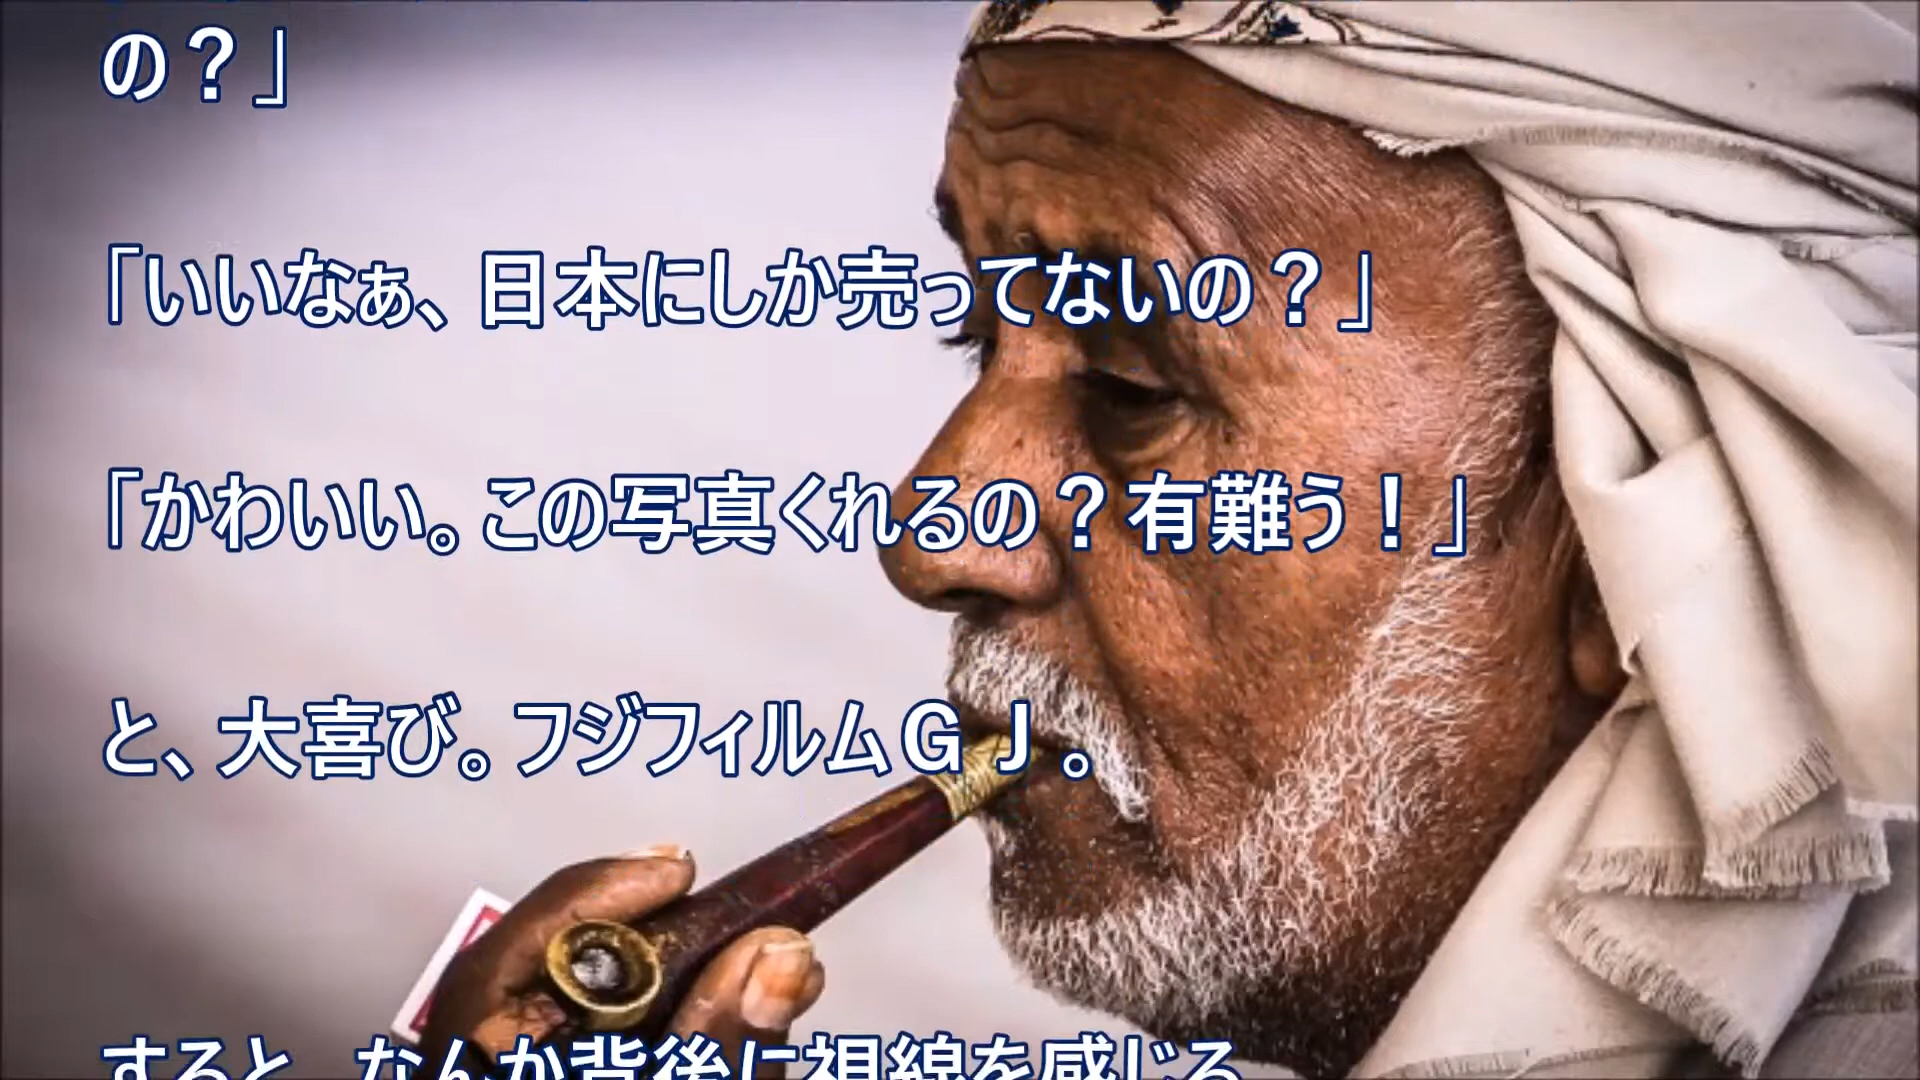 の？」
「いいなぁ、日本にしか売ってないの？」
「かわいい。この写真くれるの？有難う！」
と、大喜び。フジフィルムＧＪ。
すると、なんか背後に視線を感じる